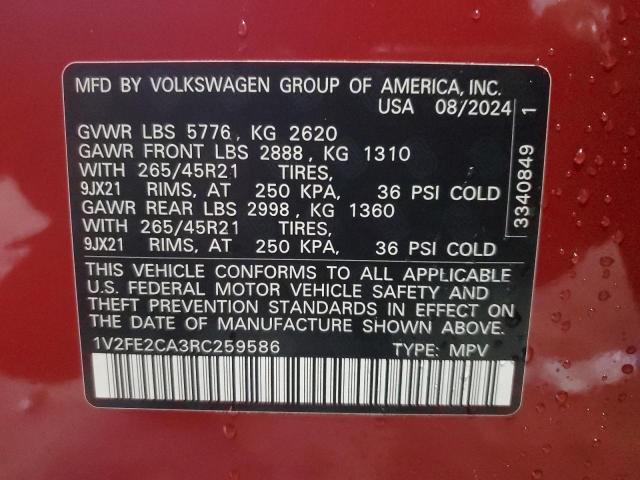 MFD BY VOLKSWAGEN GROUP OF AMERICA, INC.
USA 08/2024
GVWR LBS 5776, KG 2620
GAWR FRONT LBS 2888, KG 1310
WITH 265/45R21 TIRES,
9JX21 RIMS, AT 250 KPA, 36 PSI COLD
GAWR REAR LBS 2998, KG 1360
WITH 265/45R21 TIRES,
9JX21 RIMS, AT 250 KPA, 36 PSI COLD
THIS VEHICLE CONFORMS TO ALL APPLICABLE
U.S. FEDERAL MOTOR VEHICLE SAFETY AND
THEFT PREVENTION STANDARDS IN EFFECT ON
THE DATE OF MANUFACTURE SHOWN ABOVE.
1V2FE2CA3RC259586 TYPE: MPV
3340849 1